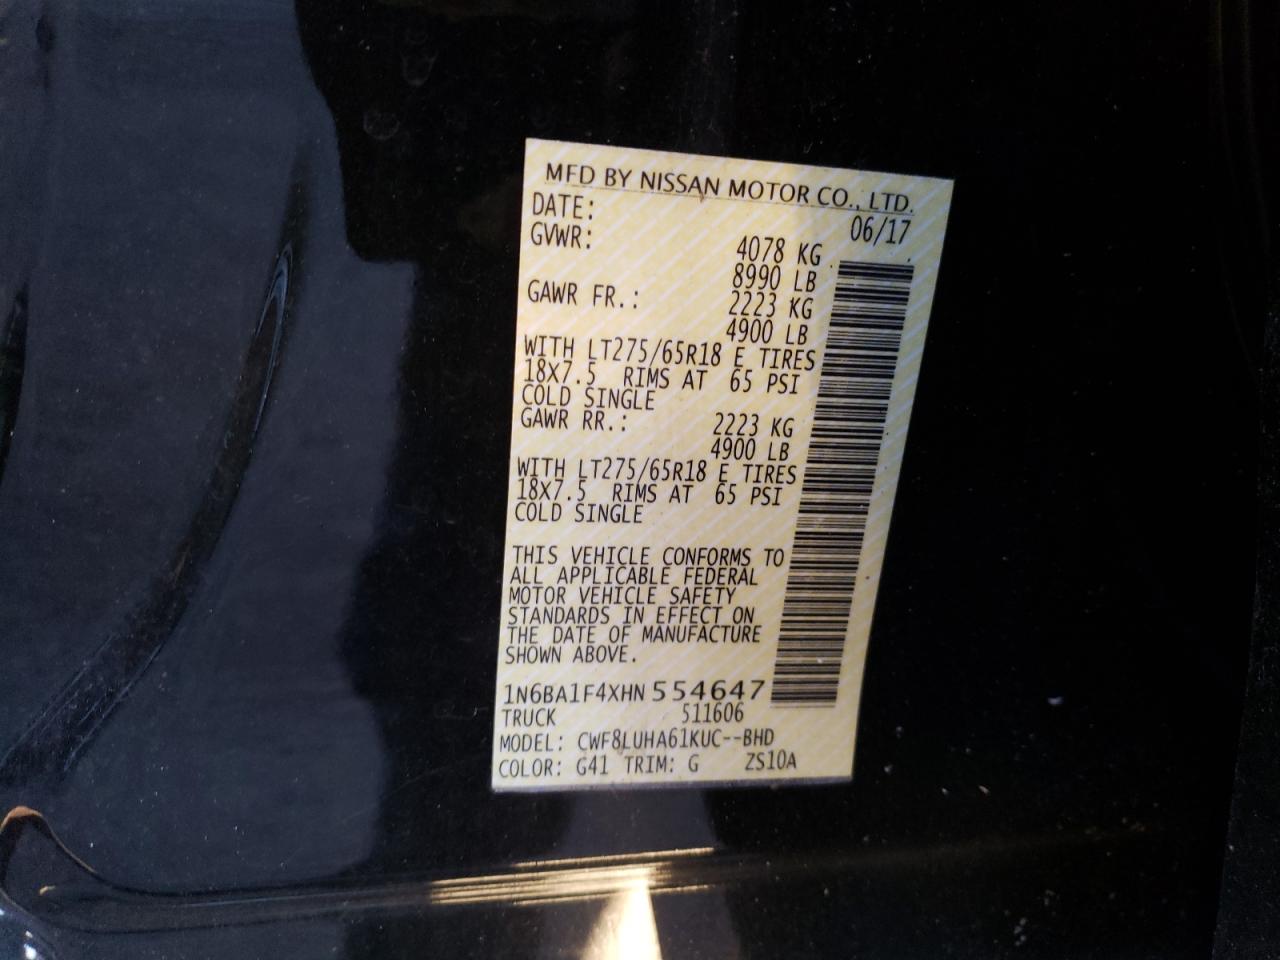 MFD BY NISSAN MOTOR CO., LTD.
DATE: 06/17
GVWR: 4078 KG
8990 LB
GAWR FR.: 2223 KG
4900 LB
WITH LT275/65R18 E TIRES
18X7.5 RIMS AT 65 PSI
COLD SINGLE
GAWR RR.: 2223 KG
4900 LB
WITH LT275/65R18 E TIRES
18X7.5 RIMS AT 65 PSI
COLD SINGLE
THIS VEHICLE CONFORMS TO
ALL APPLICABLE FEDERAL
MOTOR VEHICLE SAFETY
STANDARDS IN EFFECT ON
THE DATE OF MANUFACTURE
SHOWN ABOVE.
1N6BA1F4XHN554647
TRUCK 511606
MODEL: CWF8LUHA61KUC--BHD
COLOR: G41 TRIM: G ZS10A